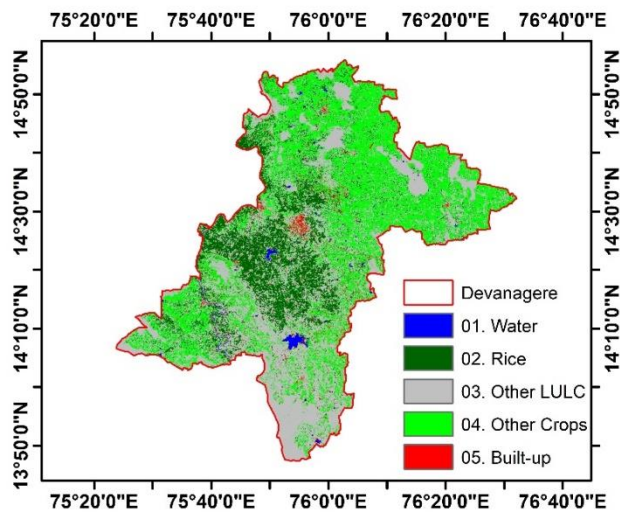 75°20'0"E 75°40'0"E 76°0'0"E 76°20'0"E 76°40'0"E
14°50'0"N 14°50'0"N
14°30'0"N 14°30'0"N
14°10'0"N 14°10'0"N
13°50'0"N 13°50'0"N
Devanagere
01. Water
02. Rice
03. Other LULC
04. Other Crops
05. Built-up
75°20'0"E 75°40'0"E 76°0'0"E 76°20'0"E 76°40'0"E